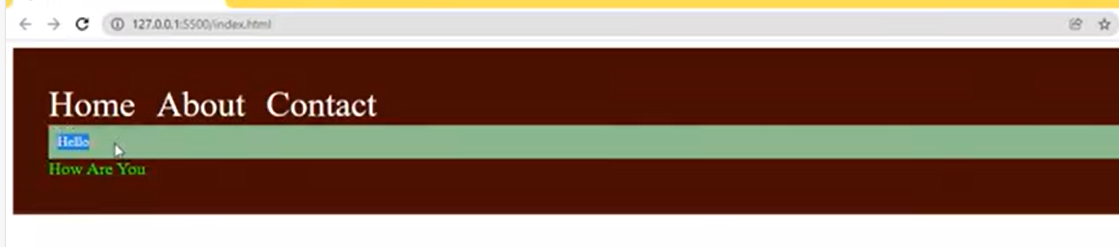 127.0.0.1:5500/index.html
Home About Contact
Hello
How Are You